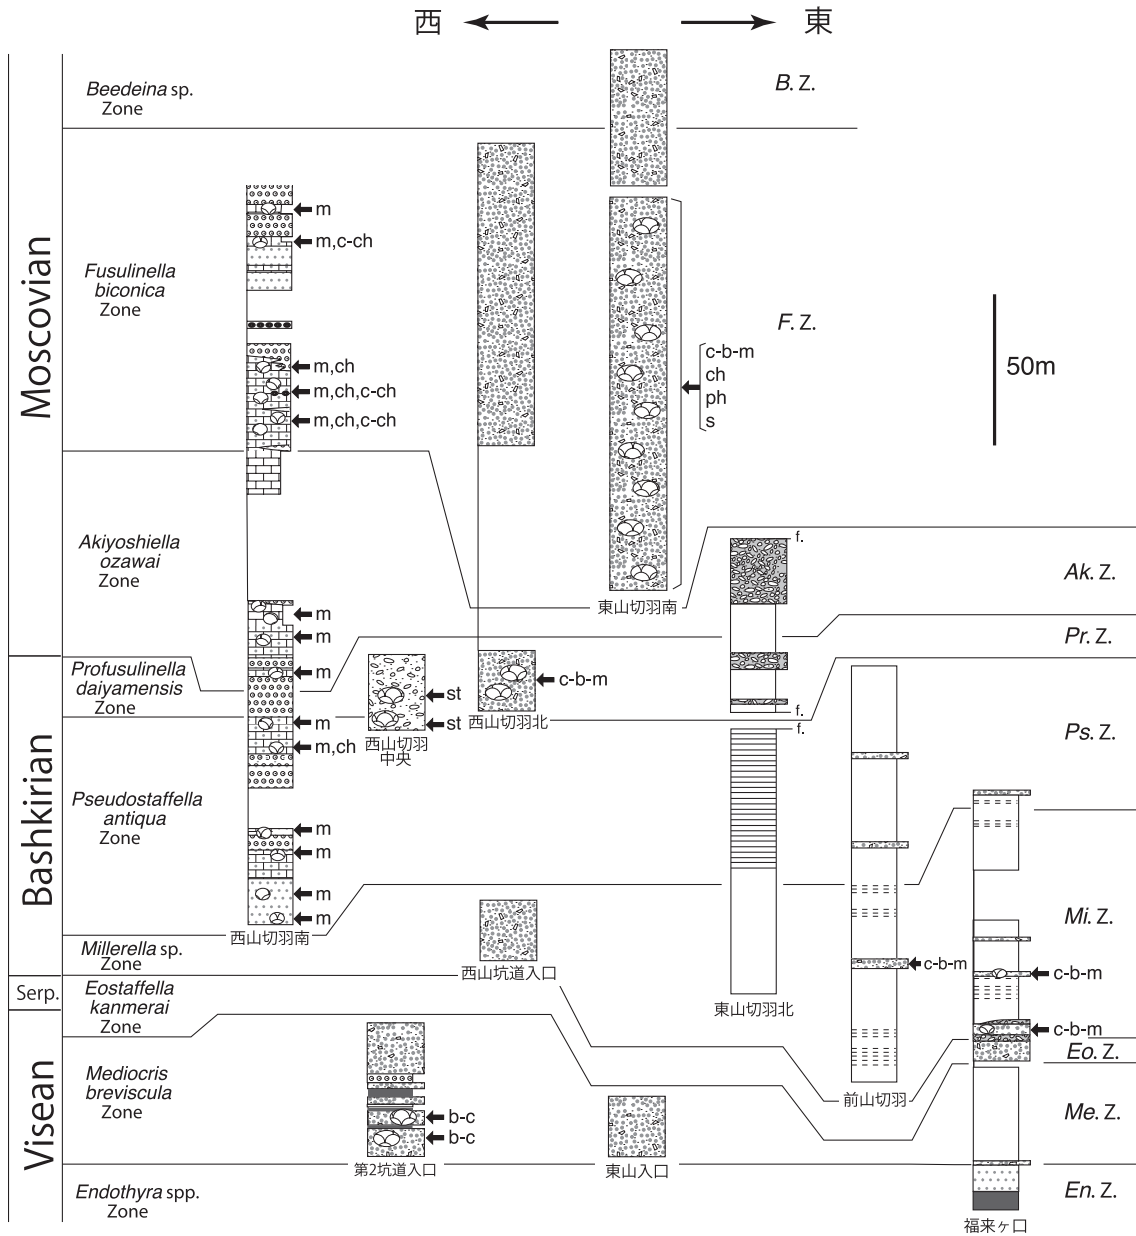 西 東
Moscovian
Bashkirian
Serp.
Visean
Beedeina sp.
Zone
Fusulinella
biconica
Zone
Akiyoshiella
ozawai
Zone
Profusulinella
daiyamensis
Zone
Pseudostaffella
antiqua
Zone
Millerella sp.
Zone
Eostaffella
kanmerai
Zone
Mediocris
breviscula
Zone
Endothyra spp.
Zone
m
m,c-ch
m,ch
m,ch,c-ch
m,ch,c-ch
m
m
m
m
m,ch
m
m
m
m
西山切羽南
st
st
西山切羽
中央
b-c
b-c
第2坑道入口
c-b-m
西山切羽北
西山坑道入口
c-b-m
ch
ph
s
東山切羽南
東山入口
f.
f.
f.
東山切羽北
c-b-m
前山切羽
c-b-m
c-b-m
福来ヶ口
B. Z.
F. Z.
50m
Ak. Z.
Pr. Z.
Ps. Z.
Mi. Z.
Eo. Z.
Me. Z.
En. Z.